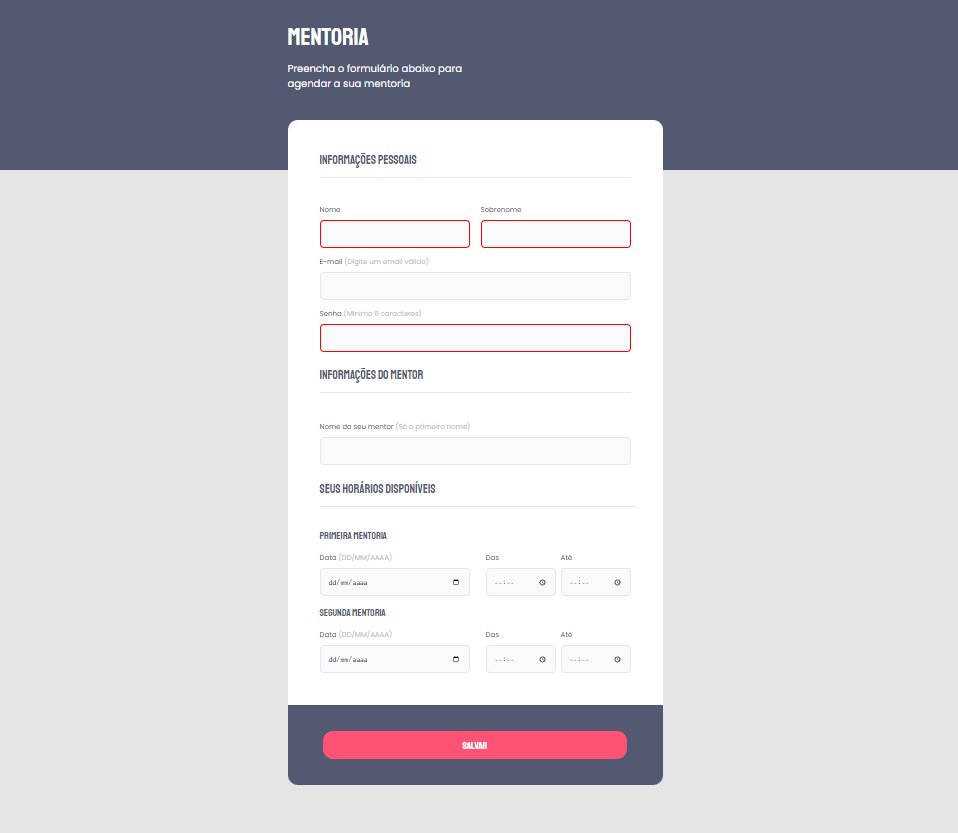 MENTORIA
Preencha o formulário abaixo para
agendar a sua mentoria
INFORMAÇÕES PESSOAIS
Nome Sobrenome
E-mail (Digite um email válido)
Senha (Mínimo 6 caracteres)
INFORMAÇÕES DO MENTOR
Nome do seu mentor (Só o primeiro nome)
SEUS HORÁRIOS DISPONÍVEIS
PRIMEIRA MENTORIA
Data (DD/MM/AAAA) Das Até
dd/mm/aaaa --:-- --:--
SEGUNDA MENTORIA
Data (DD/MM/AAAA) Das Até
dd/mm/aaaa --:-- --:--
SALVAR